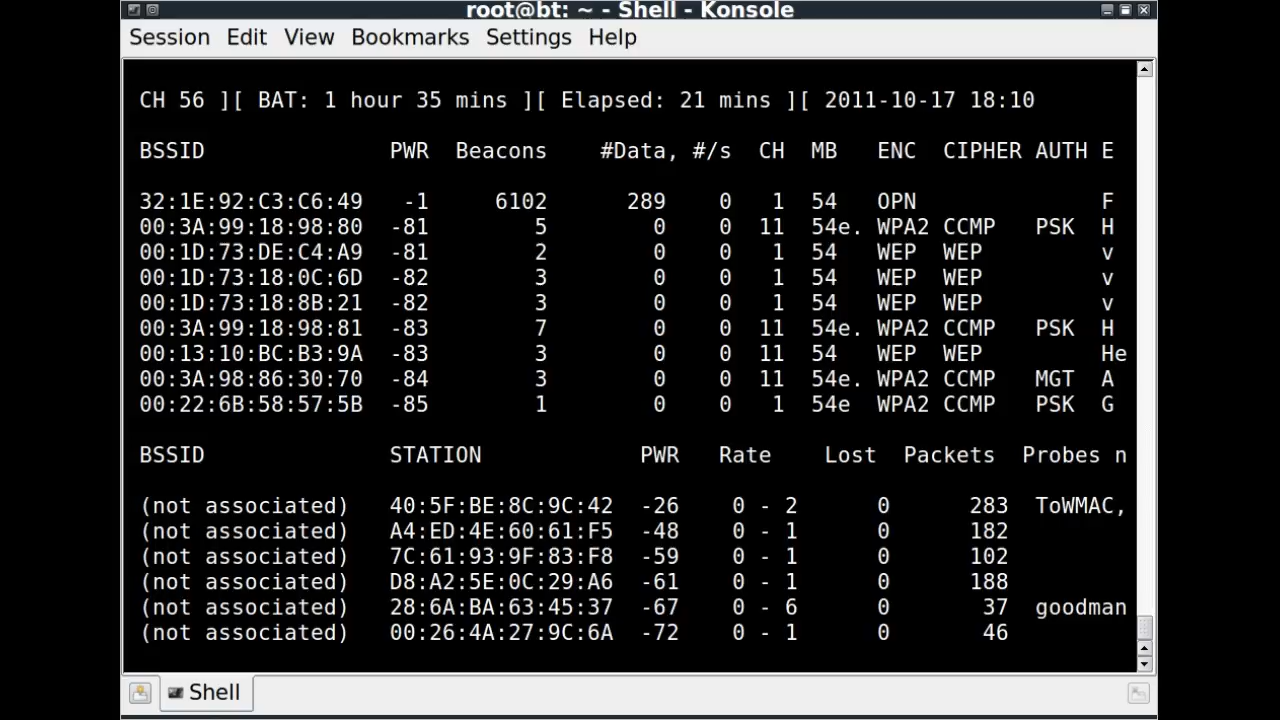 root@bt: ~ - Shell - Konsole
Session Edit View Bookmarks Settings Help
CH 56 ][ BAT: 1 hour 35 mins ][ Elapsed: 21 mins ][ 2011-10-17 18:10
BSSID PWR Beacons #Data, #/s CH MB ENC CIPHER AUTH E
32:1E:92:C3:C6:49 -1 6102 289 0 1 54 OPN F
00:3A:99:18:98:80 -81 5 0 0 11 54e. WPA2 CCMP PSK H
00:1D:73:DE:C4:A9 -81 2 0 0 1 54 WEP WEP v
00:1D:73:18:0C:6D -82 3 0 0 1 54 WEP WEP v
00:1D:73:18:8B:21 -82 3 0 0 1 54 WEP WEP v
00:3A:99:18:98:81 -83 7 0 0 11 54e. WPA2 CCMP PSK H
00:13:10:BC:B3:9A -83 3 0 0 11 54 WEP WEP He
00:3A:98:86:30:70 -84 3 0 0 11 54e. WPA2 CCMP MGT A
00:22:6B:58:57:5B -85 1 0 0 1 54e WPA2 CCMP PSK G
BSSID STATION PWR Rate Lost Packets Probes n
(not associated) 40:5F:BE:8C:9C:42 -26 0 - 2 0 283 ToWMAC,
(not associated) A4:ED:4E:60:61:F5 -48 0 - 1 0 182
(not associated) 7C:61:93:9F:83:F8 -59 0 - 1 0 102
(not associated) D8:A2:5E:0C:29:A6 -61 0 - 1 0 188
(not associated) 28:6A:BA:63:45:37 -67 0 - 6 0 37 goodman
(not associated) 00:26:4A:27:9C:6A -72 0 - 1 0 46
Shell